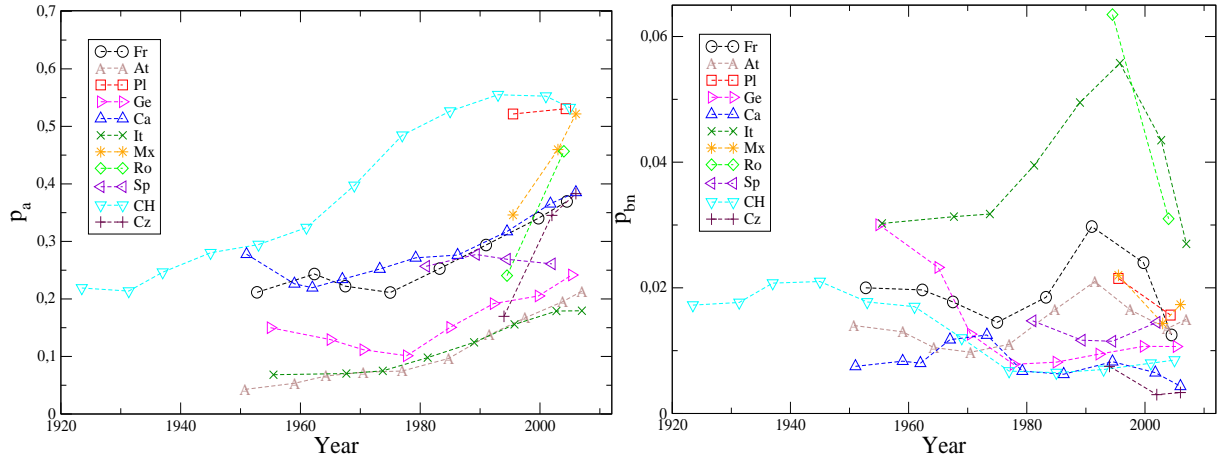 0,7
0,6
0,5
0,4
0,3
0,2
0,1
0
p_a
Fr
At
Pl
Ge
Ca
It
Mx
Ro
Sp
CH
Cz
1920 1940 1960 1980 2000
Year
0,06
0,04
0,02
0,00
p_bn
Fr
At
Pl
Ge
Ca
It
Mx
Ro
Sp
CH
Cz
1920 1940 1960 1980 2000
Year